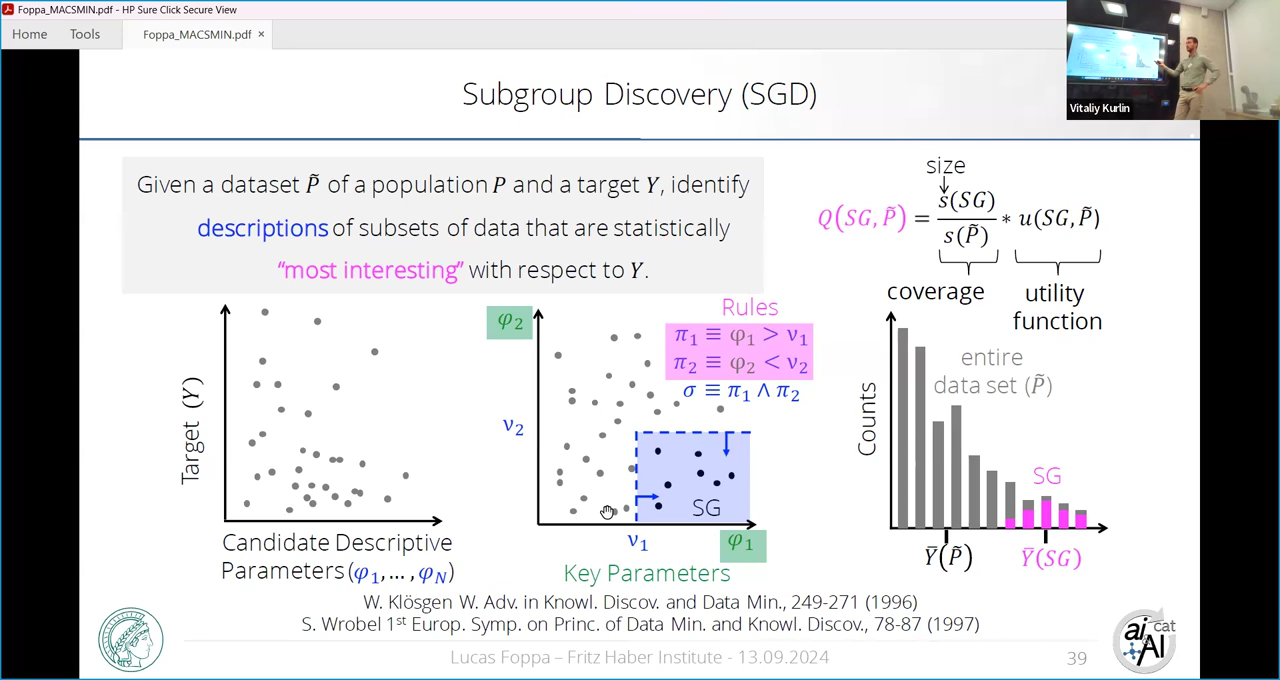 Foppa_MACSMIN.pdf - HP Sure Click Secure View
Home Tools Foppa_MACSMIN.pdf ×
Vitaliy Kurlin
Subgroup Discovery (SGD)
Given a dataset P̃ of a population P and a target Y, identify
descriptions of subsets of data that are statistically
“most interesting” with respect to Y.
size
Q(SG, P̃) = s(SG)/s(P̃) * u(SG, P̃)
coverage
utility
function
Target (Y)
Candidate Descriptive
Parameters (φ1, ... , φN)
φ2
ν2
Rules
π1 ≡ φ1 > ν1
π2 ≡ φ2 < ν2
σ ≡ π1 ∧ π2
SG
ν1
φ1
Key Parameters
Counts
entire
data set (P̃)
SG
Ȳ(P̃)
Ȳ(SG)
W. Klösgen W. Adv. in Knowl. Discov. and Data Min., 249-271 (1996)
S. Wrobel 1st Europ. Symp. on Princ. of Data Min. and Knowl. Discov., 78-87 (1997)
Lucas Foppa – Fritz Haber Institute - 13.09.2024
39
ai cat
AI